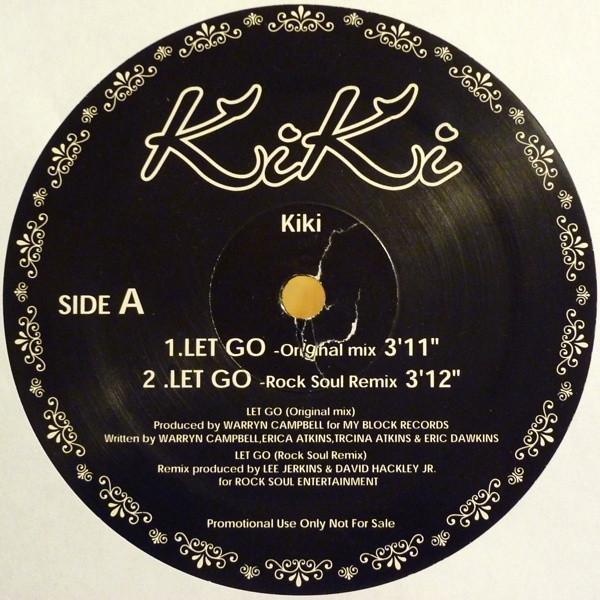 KiKi
Kiki
SIDE A
1.LET GO -Original mix 3'11"
2 .LET GO -Rock Soul Remix 3'12"
LET GO (Original mix)
Produced by WARRYN CAMPBELL for MY BLOCK RECORDS
Written by WARRYN CAMPBELL,ERICA ATKINS,TRCINA ATKINS & ERIC DAWKINS
LET GO (Rock Soul Remix)
Remix produced by LEE JERKINS & DAVID HACKLEY JR.
for ROCK SOUL ENTERTAINMENT
Promotional Use Only Not For Sale